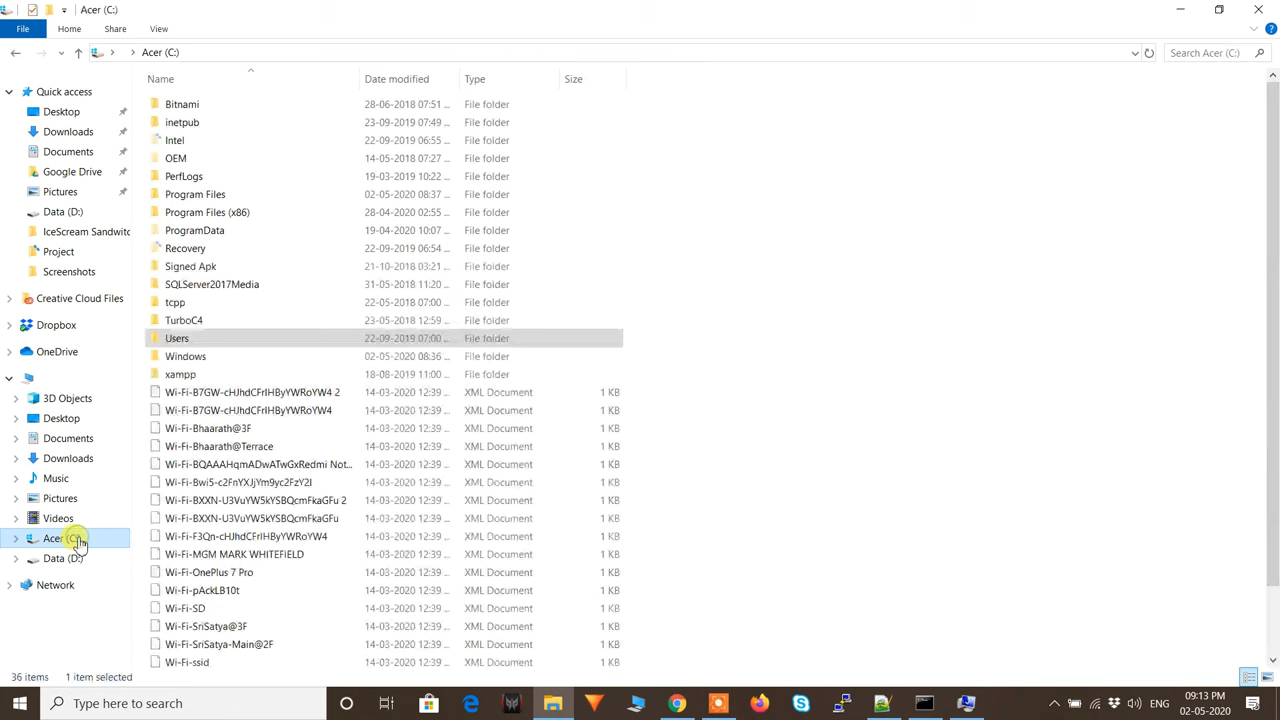 Acer (C:)
File Home Share View
Acer (C:) Search Acer (C:)
Name Date modified Type Size
Quick access
Desktop
Downloads
Documents
Google Drive
Pictures
Data (D:)
IceScream Sandwitc
Project
Screenshots
Creative Cloud Files
Dropbox
OneDrive
3D Objects
Desktop
Documents
Downloads
Music
Pictures
Videos
Acer (C:)
Data (D:)
Network
Bitnami 28-06-2018 07:51 ... File folder
inetpub 23-09-2019 07:49 ... File folder
Intel 22-09-2019 06:55 ... File folder
OEM 14-05-2018 07:27 ... File folder
PerfLogs 19-03-2019 10:22 ... File folder
Program Files 02-05-2020 08:37 ... File folder
Program Files (x86) 28-04-2020 02:55 ... File folder
ProgramData 19-04-2020 10:07 ... File folder
Recovery 22-09-2019 06:54 ... File folder
Signed Apk 21-10-2018 03:21 ... File folder
SQLServer2017Media 31-05-2018 11:20 ... File folder
tcpp 22-05-2018 07:00 ... File folder
TurboC4 23-05-2018 12:59 ... File folder
Users 22-09-2019 07:00 ... File folder
Windows 02-05-2020 08:36 ... File folder
xampp 18-08-2019 11:00 ... File folder
Wi-Fi-B7GW-cHJhdCFrIHByYWRoYW4 2 14-03-2020 12:39 ... XML Document 1 KB
Wi-Fi-B7GW-cHJhdCFrIHByYWRoYW4 14-03-2020 12:39 ... XML Document 1 KB
Wi-Fi-Bhaarath@3F 14-03-2020 12:39 ... XML Document 1 KB
Wi-Fi-Bhaarath@Terrace 14-03-2020 12:39 ... XML Document 1 KB
Wi-Fi-BQAAAHqmADwATwGxRedmi Not... 14-03-2020 12:39 ... XML Document 1 KB
Wi-Fi-Bwi5-c2FnYXJjYm9yc2FzY2I 14-03-2020 12:39 ... XML Document 1 KB
Wi-Fi-BXXN-U3VuYW5kYSBQcmFkaGFu 2 14-03-2020 12:39 ... XML Document 1 KB
Wi-Fi-BXXN-U3VuYW5kYSBQcmFkaGFu 14-03-2020 12:39 ... XML Document 1 KB
Wi-Fi-F3Qn-cHJhdCFrIHByYWRoYW4 14-03-2020 12:39 ... XML Document 1 KB
Wi-Fi-MGM MARK WHITEFiELD 14-03-2020 12:39 ... XML Document 1 KB
Wi-Fi-OnePlus 7 Pro 14-03-2020 12:39 ... XML Document 1 KB
Wi-Fi-pAckLB10t 14-03-2020 12:39 ... XML Document 1 KB
Wi-Fi-SD 14-03-2020 12:39 ... XML Document 1 KB
Wi-Fi-SriSatya@3F 14-03-2020 12:39 ... XML Document 1 KB
Wi-Fi-SriSatya-Main@2F 14-03-2020 12:39 ... XML Document 1 KB
Wi-Fi-ssid 14-03-2020 12:39 ... XML Document 1 KB
36 items 1 item selected
Type here to search
ENG
09:13 PM
02-05-2020